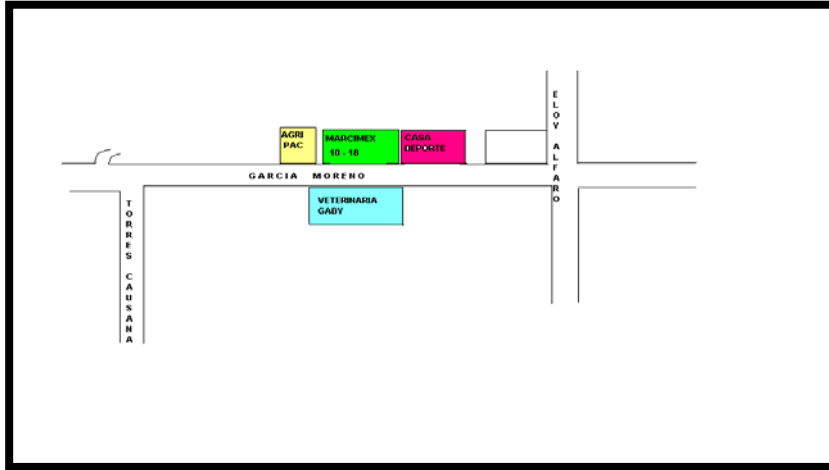 AGRI
PAC
MARCIMEX
10 - 18
CASA
DEPORTE
ELOY ALFARO
GARCIA MORENO
VETERINARIA
GABY
TORRES CAUSANA